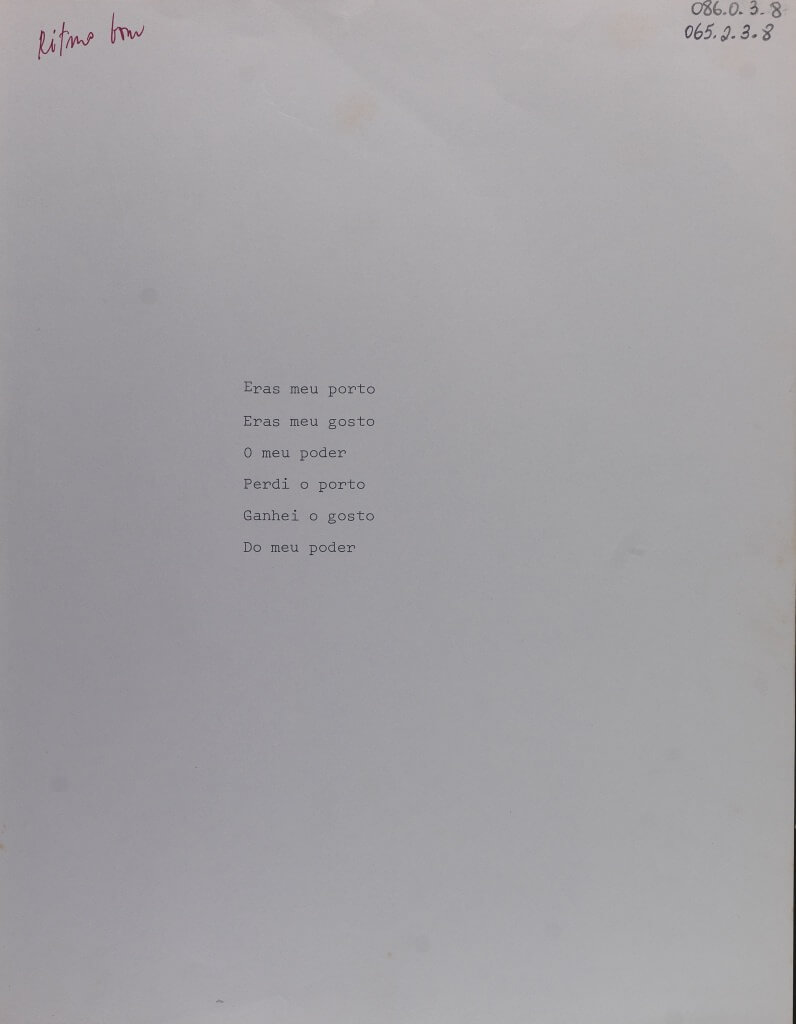 Ritmo bom
086.0.3.8
065.2.3.8
Eras meu porto
Eras meu gosto
O meu poder
Perdi o porto
Ganhei o gosto
Do meu poder